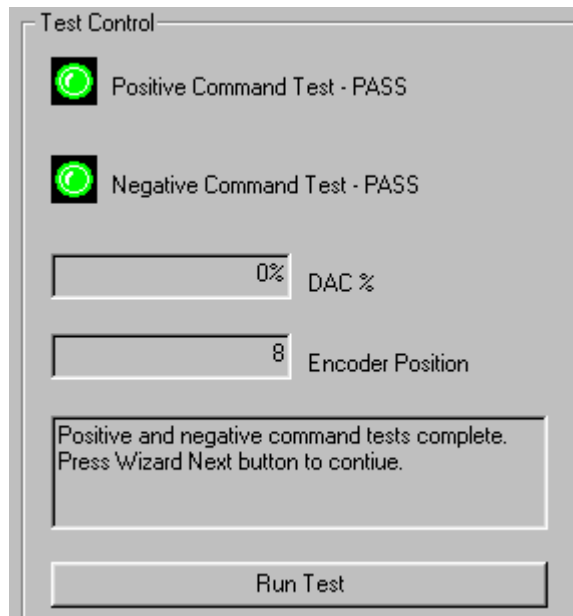 Test Control
Positive Command Test - PASS
Negative Command Test - PASS
0% DAC %
8 Encoder Position
Positive and negative command tests complete.
Press Wizard Next button to contiue.
Run Test